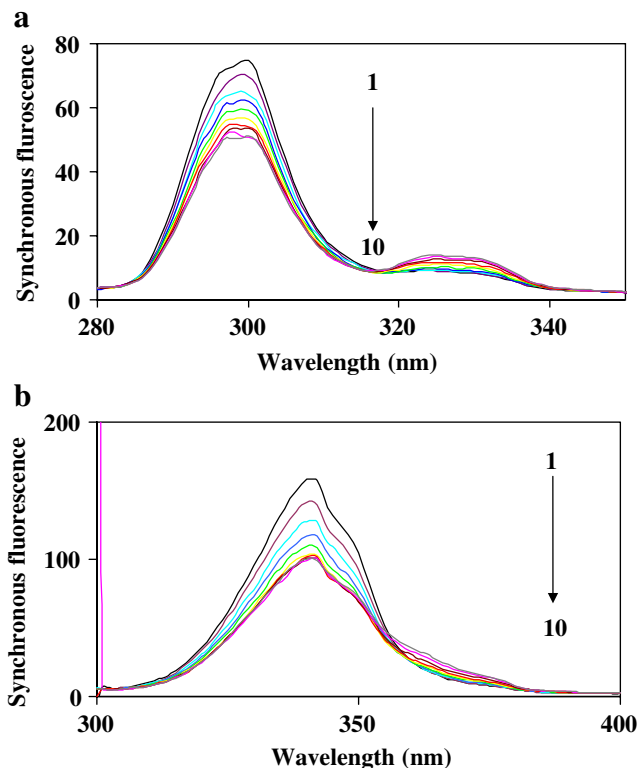 a
80
60
40
20
0
Synchronous fluroscence
1
10
280 300 320 340
Wavelength (nm)
b
200
100
0
Synchronous fluorescence
1
10
300 350 400
Wavelength (nm)